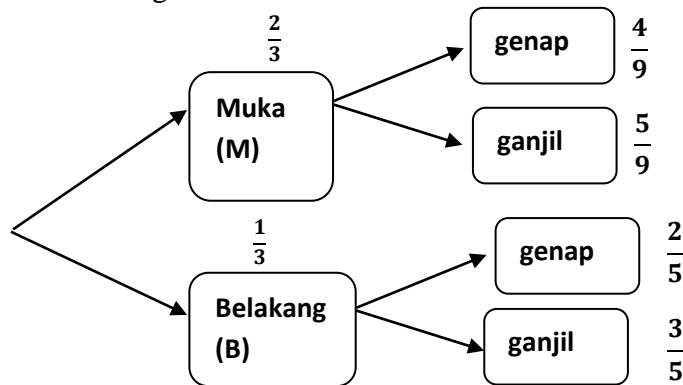 2/3
genap 4/9
Muka
(M)
ganjil 5/9
1/3
genap 2/5
Belakang
(B)
ganjil 3/5